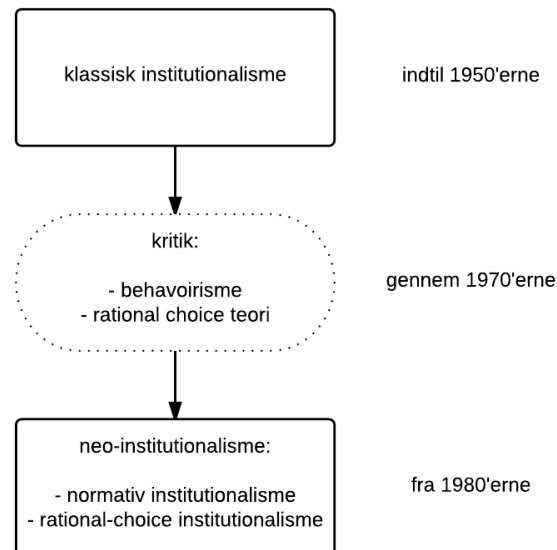 klassisk institutionalisme
indtil 1950'erne
kritik:
- behavoirisme
- rational choice teori
gennem 1970'erne
neo-institutionalisme:
- normativ institutionalisme
- rational-choice institutionalisme
fra 1980'erne